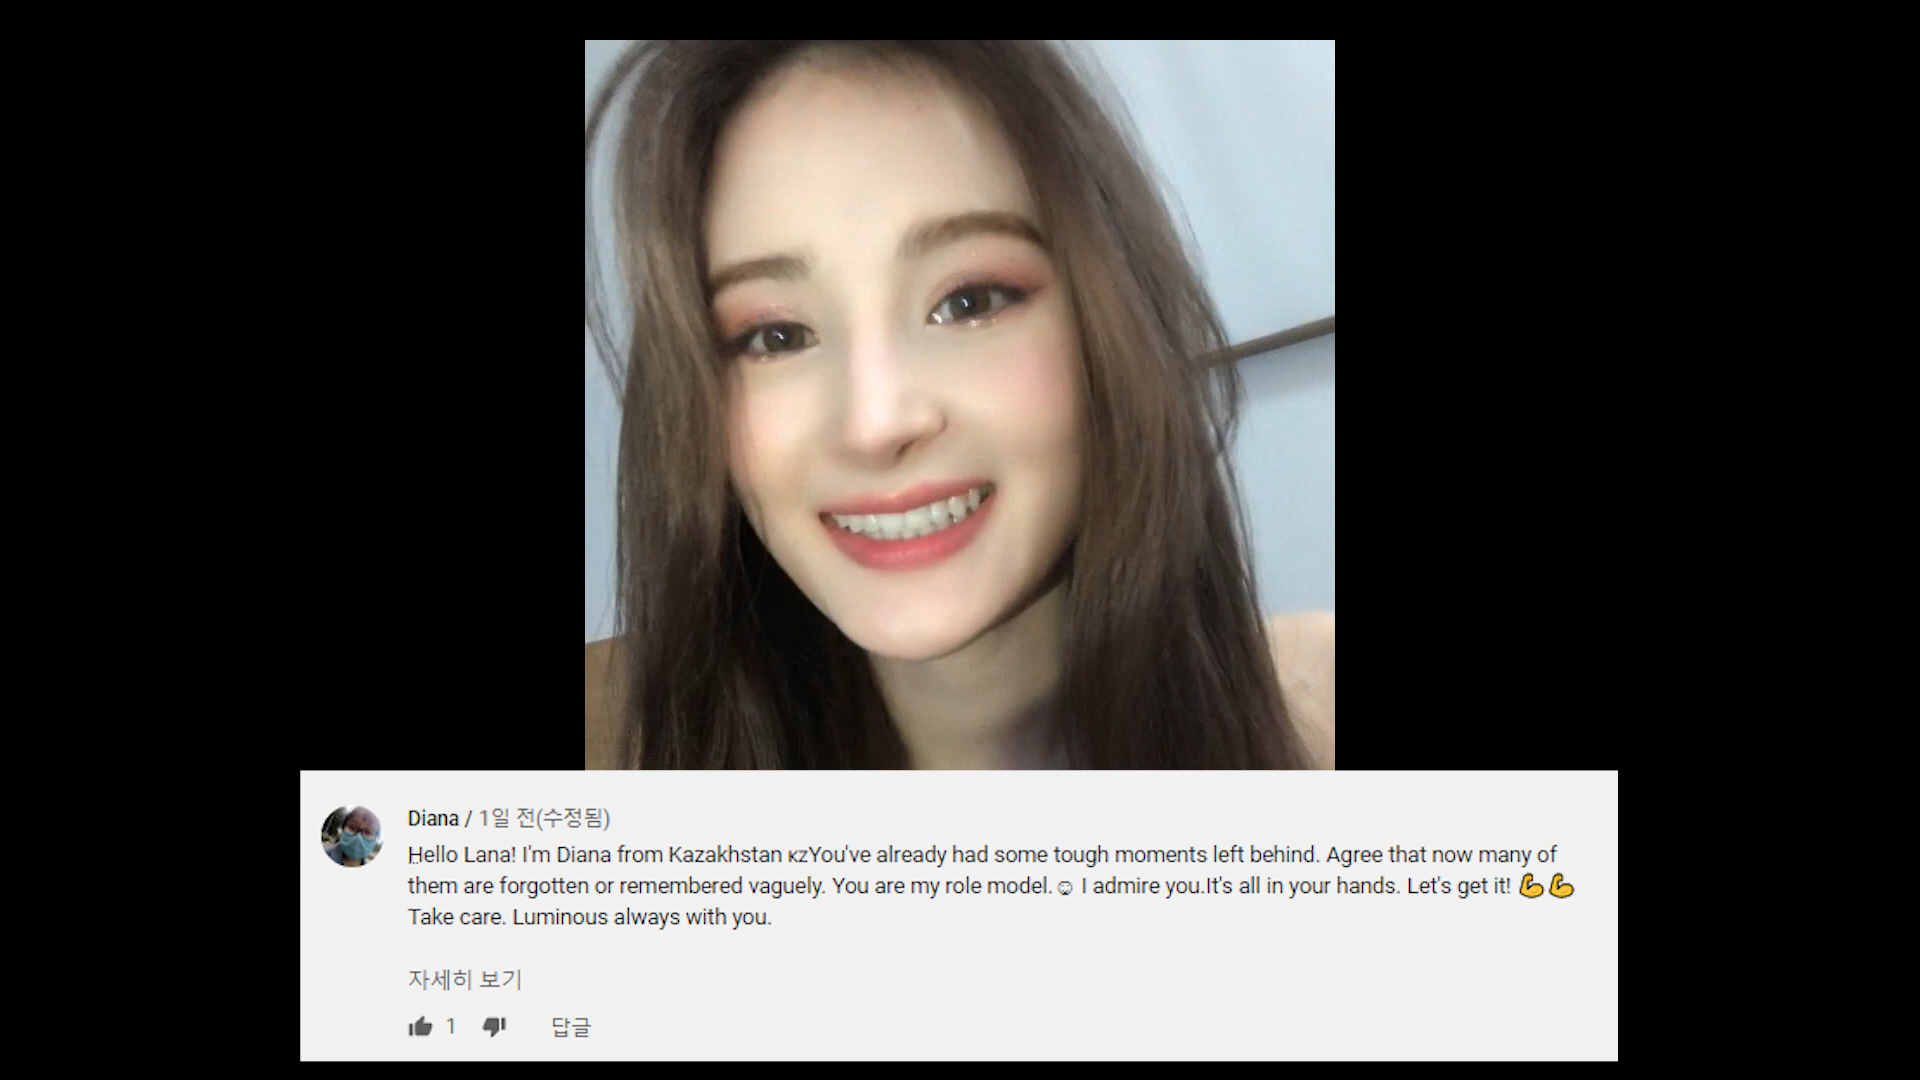 Diana / 1일 전(수정됨)
Hello Lana! I'm Diana from Kazakhstan ĸzYou've already had some tough moments left behind. Agree that now many of
them are forgotten or remembered vaguely. You are my role model.☺ I admire you.It's all in your hands. Let's get it! 💪💪
Take care. Luminous always with you.
자세히 보기
1 답글